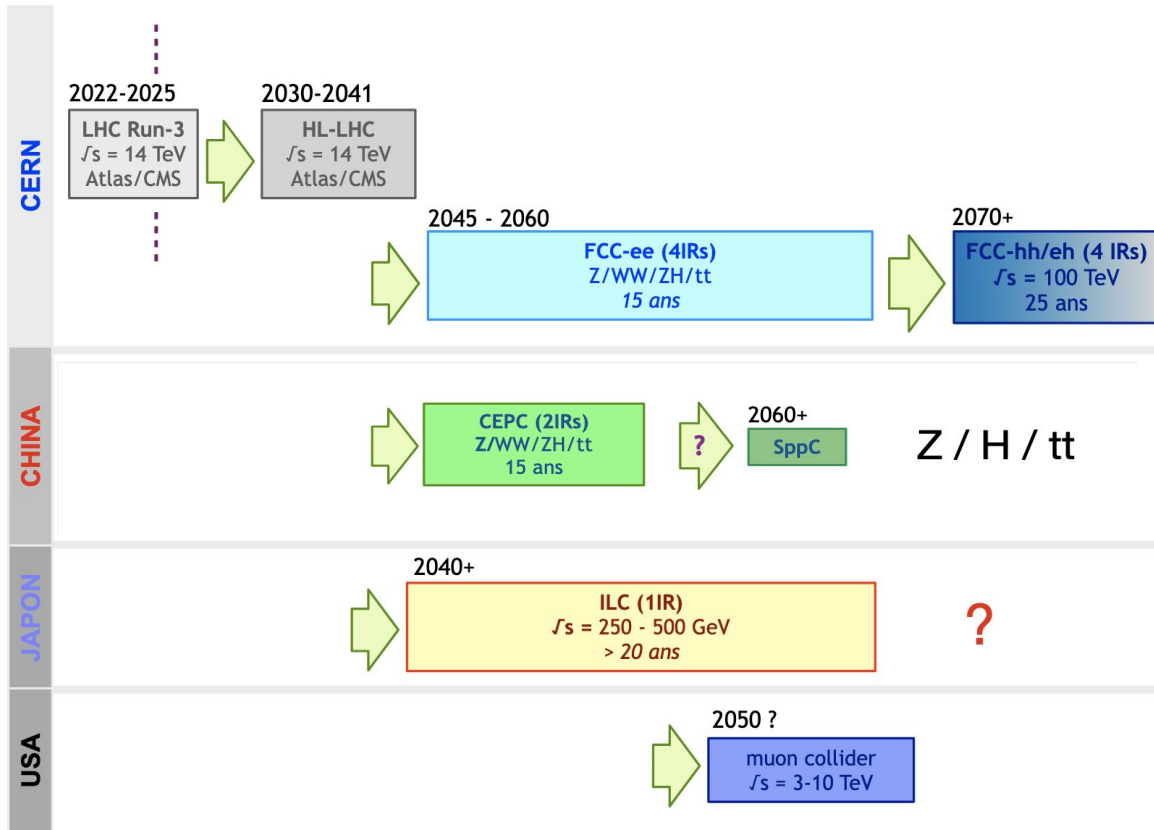 CERN
2022-2025
LHC Run-3
√s = 14 TeV
Atlas/CMS
2030-2041
HL-LHC
√s = 14 TeV
Atlas/CMS
2045 - 2060
FCC-ee (4IRs)
Z/WW/ZH/tt
15 ans
2070+
FCC-hh/eh (4 IRs)
√s = 100 TeV
25 ans
CHINA
CEPC (2IRs)
Z/WW/ZH/tt
15 ans
?
2060+
SppC
Z / H / tt
JAPON
2040+
ILC (1IR)
√s = 250 - 500 GeV
> 20 ans
?
USA
2050 ?
muon collider
√s = 3-10 TeV